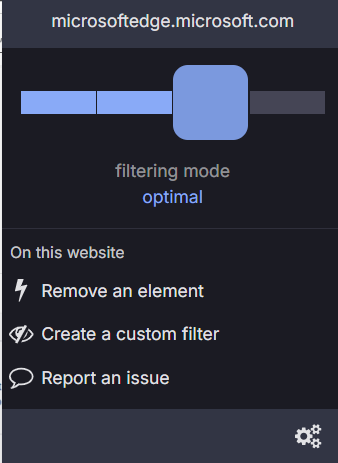 microsoftedge.microsoft.com
filtering mode
optimal
On this website
Remove an element
Create a custom filter
Report an issue